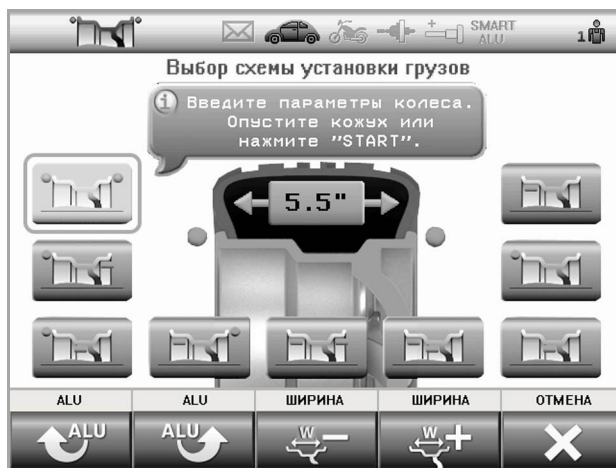 SMART
ALU
1
Выбор схемы установки грузов
i Введите параметры колеса.
Опустите кожух или
нажмите "START".
5.5"
ALU ALU ШИРИНА ШИРИНА ОТМЕНА
ALU ALU W W